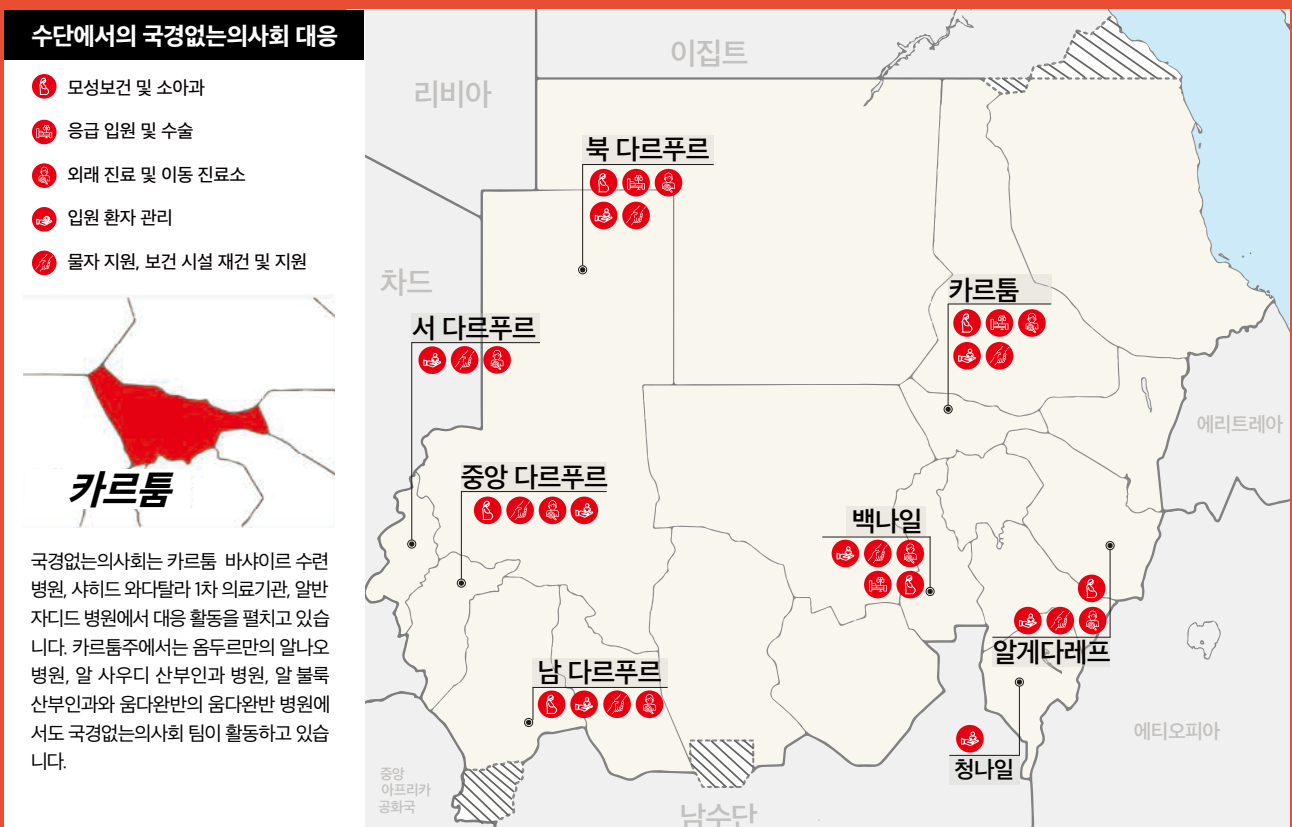 수단에서의 국경없는의사회 대응
모성보건 및 소아과
응급 입원 및 수술
외래 진료 및 이동 진료소
입원 환자 관리
물자 지원, 보건 시설 재건 및 지원
카르툼
국경없는의사회는 카르툼 바샤이르 수련
병원, 샤히드 와다탈라 1차 의료기관, 알반
자디드 병원에서 대응 활동을 펼치고 있습
니다. 카르툼주에서는 옴두르만의 알나오
병원, 알 사우디 산부인과 병원, 알 불룩
산부인과와 움다완반의 움다완반 병원에
서도 국경없는의사회 팀이 활동하고 있습
니다.
이집트
리비아
북 다르푸르
차드
카르툼
서 다르푸르
에리트레아
중앙 다르푸르
백나일
알게다레프
남 다르푸르
에티오피아
청나일
중앙
아프리카
공화국
남수단